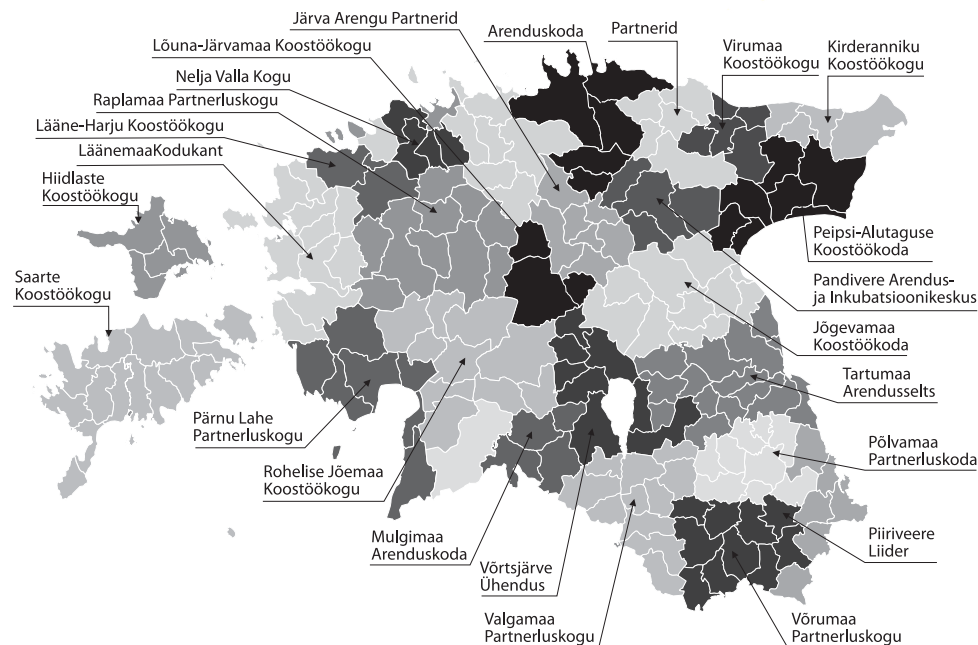 Järva Arengu Partnerid
Lõuna-Järvamaa Koostöökogu
Nelja Valla Kogu
Raplamaa Partnerluskogu
Lääne-Harju Koostöökogu
LäänemaaKodukant
Hiidlaste
Koostöökogu
Saarte
Koostöökogu
Arenduskoda
Partnerid
Virumaa
Koostöökogu
Kirderanniku
Koostöökogu
Peipsi-Alutaguse
Koostöökoda
Pandivere Arendus-
ja Inkubatsioonikeskus
Jõgevamaa
Koostöökoda
Tartumaa
Arendusselts
Põlvamaa
Partnerluskoda
Piiriveere
Liider
Võrumaa
Partnerluskogu
Valgamaa
Partnerluskogu
Võrtsjärve
Ühendus
Mulgimaa
Arenduskoda
Rohelise Jõemaa
Koostöökogu
Pärnu Lahe
Partnerluskogu